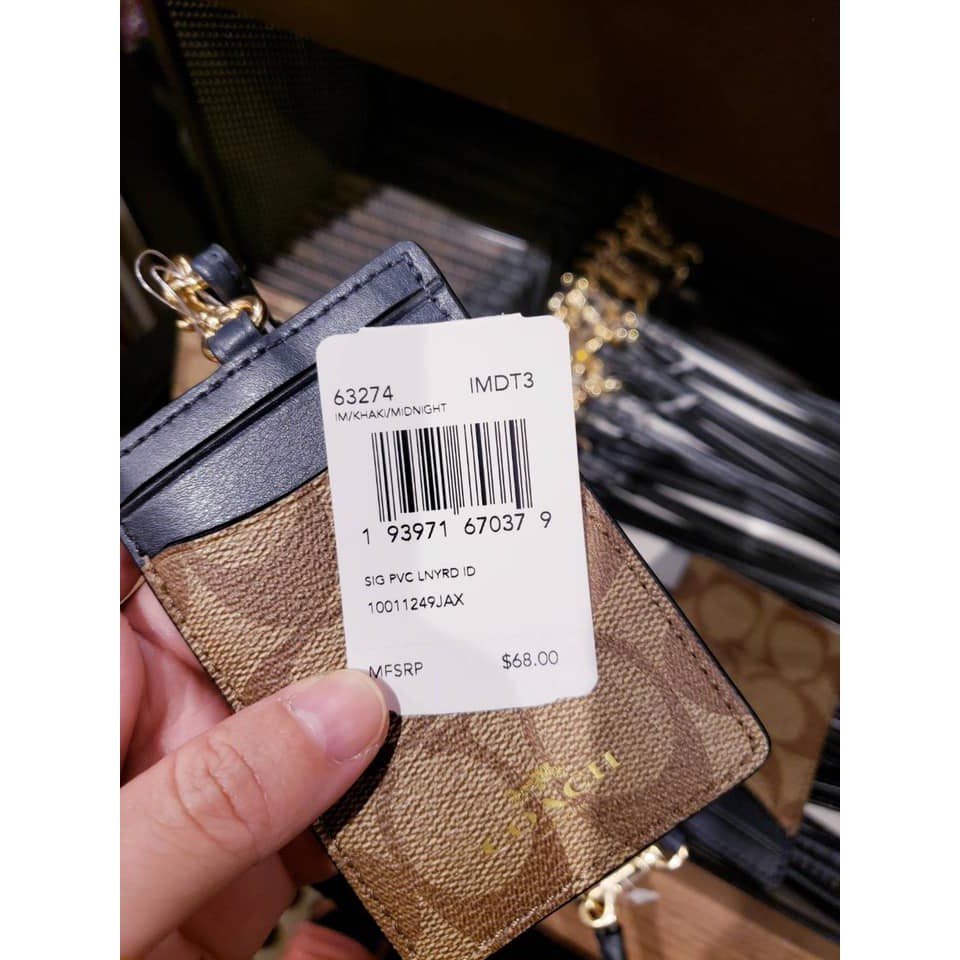 63274 IMDT3
IM/KHAKI/MIDNIGHT
1 93971 67037 9
SIG PVC LNYRD ID
10011249JAX
MFSRP $68.00
COACH